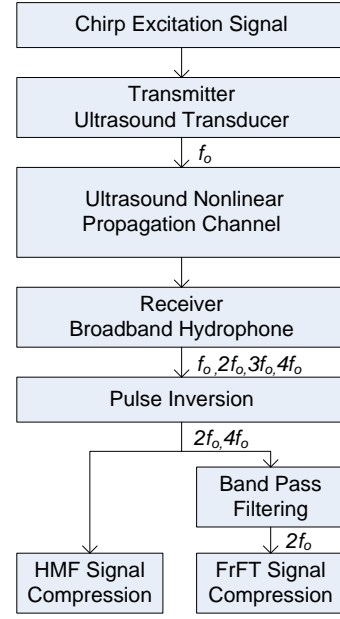 Chirp Excitation Signal
Transmitter
Ultrasound Transducer
fo
Ultrasound Nonlinear
Propagation Channel
Receiver
Broadband Hydrophone
fo ,2fo,3fo,4fo
Pulse Inversion
2fo,4fo
Band Pass
Filtering
2fo
HMF Signal
Compression
FrFT Signal
Compression